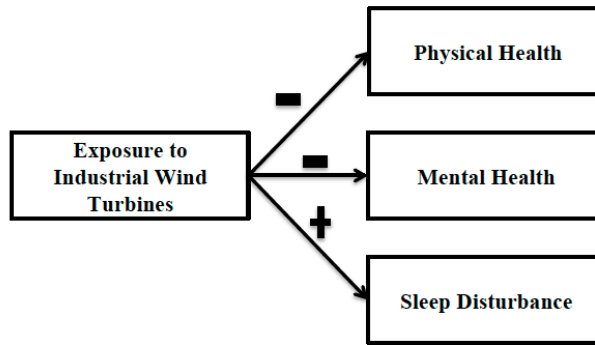 Physical Health
−
Exposure to
Industrial Wind
Turbines
−
Mental Health
+
Sleep Disturbance